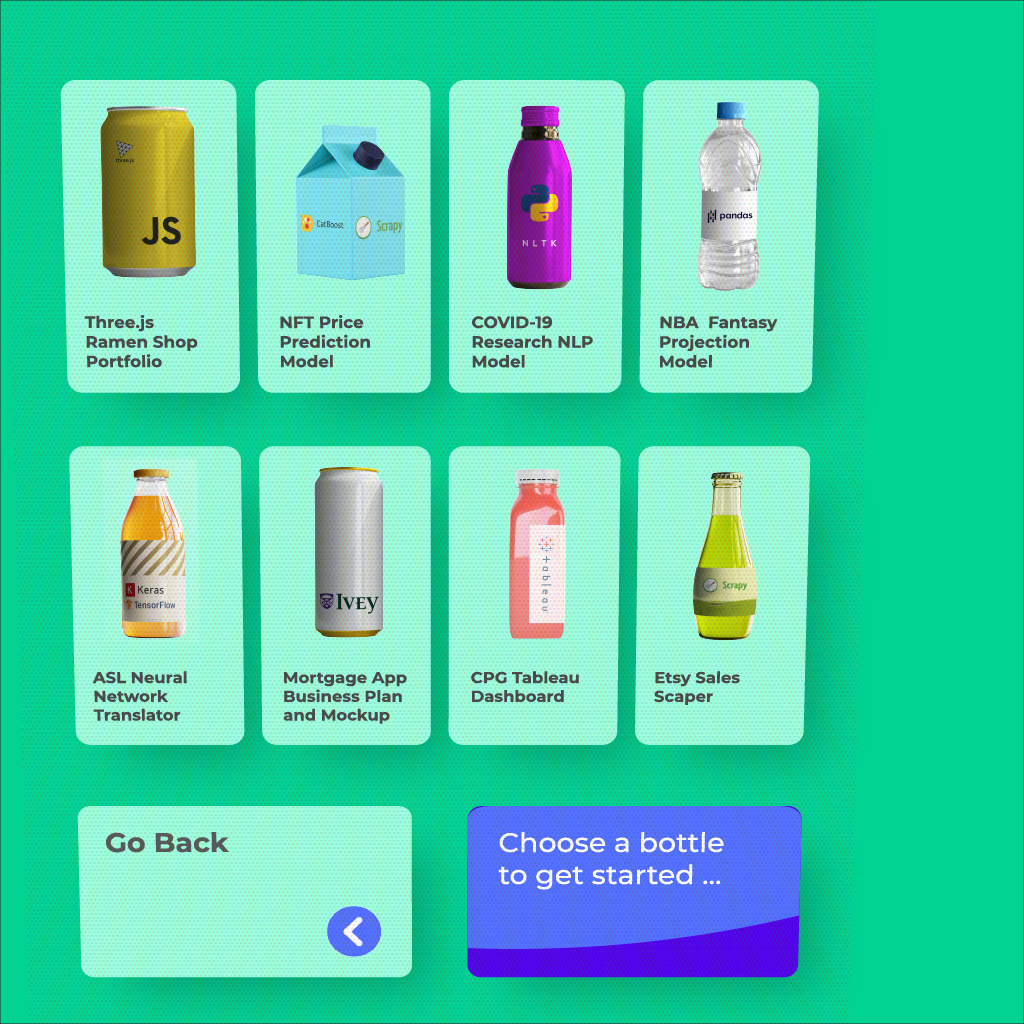 three.js
JS
CatBoost
Scrapy
NLTK
pandas
Three.js
Ramen Shop
Portfolio
NFT Price
Prediction
Model
COVID-19
Research NLP
Model
NBA Fantasy
Projection
Model
K Keras
TensorFlow
IVEY
tableau
Scrapy
ASL Neural
Network
Translator
Mortgage App
Business Plan
and Mockup
CPG Tableau
Dashboard
Etsy Sales
Scaper
Go Back
Choose a bottle
to get started ...